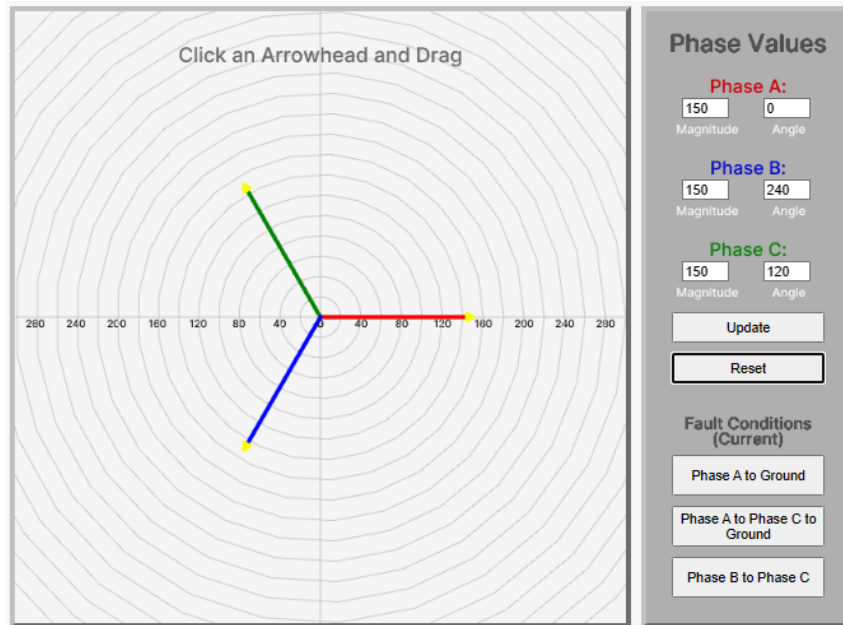 Click an Arrowhead and Drag
280 240 200 160 120 80 40 0 40 80 120 160 200 240 280
Phase Values
Phase A:
150 0
Magnitude Angle
Phase B:
150 240
Magnitude Angle
Phase C:
150 120
Magnitude Angle
Update
Reset
Fault Conditions
(Current)
Phase A to Ground
Phase A to Phase C to
Ground
Phase B to Phase C